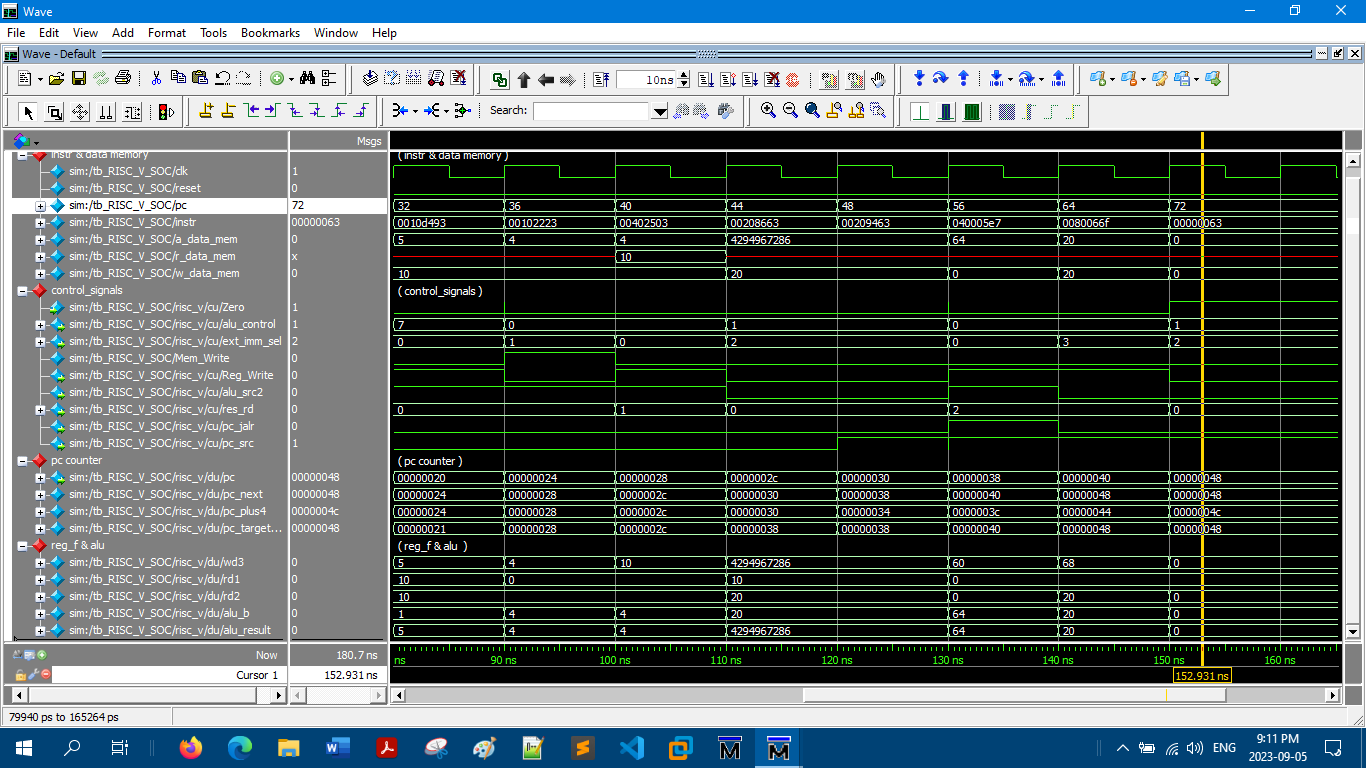 Wave
File Edit View Add Format Tools Bookmarks Window Help
Wave - Default
10ns
Search:
Msgs
instr & data memory
( instr & data memory )
sim:/tb_RISC_V_SOC/clk 1
sim:/tb_RISC_V_SOC/reset 0
sim:/tb_RISC_V_SOC/pc 72 32 36 40 44 48 56 64 72
sim:/tb_RISC_V_SOC/instr 00000063 0010d493 00102223 00402503 00208663 00209463 040005e7 0080066f 00000063
sim:/tb_RISC_V_SOC/a_data_mem 0 5 4 4 4294967286 64 20 0
sim:/tb_RISC_V_SOC/r_data_mem x 10
sim:/tb_RISC_V_SOC/w_data_mem 0 10 20 0 20 0
control_signals ( control_signals )
sim:/tb_RISC_V_SOC/risc_v/cu/Zero 1
sim:/tb_RISC_V_SOC/risc_v/cu/alu_control 1 7 0 1 0 1
sim:/tb_RISC_V_SOC/risc_v/cu/ext_imm_sel 2 0 1 0 2 0 3 2
sim:/tb_RISC_V_SOC/Mem_Write 0
sim:/tb_RISC_V_SOC/risc_v/cu/Reg_Write 0
sim:/tb_RISC_V_SOC/risc_v/cu/alu_src2 0
sim:/tb_RISC_V_SOC/risc_v/cu/res_rd 0 0 1 0 2 0
sim:/tb_RISC_V_SOC/risc_v/cu/pc_jalr 0
sim:/tb_RISC_V_SOC/risc_v/cu/pc_src 1
pc counter ( pc counter )
sim:/tb_RISC_V_SOC/risc_v/du/pc 00000048 00000020 00000024 00000028 0000002c 00000030 00000038 00000040 00000048
sim:/tb_RISC_V_SOC/risc_v/du/pc_next 00000048 00000024 00000028 0000002c 00000030 00000038 00000040 00000048 00000048
sim:/tb_RISC_V_SOC/risc_v/du/pc_plus4 0000004c 00000024 00000028 0000002c 00000030 00000034 0000003c 00000044 0000004c
sim:/tb_RISC_V_SOC/risc_v/du/pc_target... 00000048 00000021 00000028 0000002c 00000038 00000038 00000040 00000048 00000048
reg_f & alu ( reg_f & alu )
sim:/tb_RISC_V_SOC/risc_v/du/wd3 0 5 4 10 4294967286 60 68 0
sim:/tb_RISC_V_SOC/risc_v/du/rd1 0 10 0 10 0
sim:/tb_RISC_V_SOC/risc_v/du/rd2 0 10 20 0 20 0
sim:/tb_RISC_V_SOC/risc_v/du/alu_b 0 1 4 4 20 64 20 0
sim:/tb_RISC_V_SOC/risc_v/du/alu_result 0 5 4 4 4294967286 64 20 0
Now 180.7 ns ns 90 ns 100 ns 110 ns 120 ns 130 ns 140 ns 150 ns 160 ns
Cursor 1 152.931 ns 152.931 ns
79940 ps to 165264 ps
ENG
9:11 PM
2023-09-05